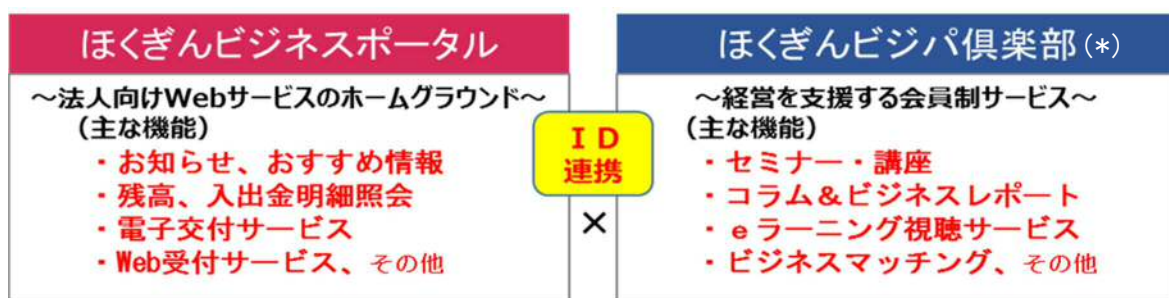 ほくぎんビジネスポータル
～法人向けWebサービスのホームグラウンド～
（主な機能）
・お知らせ、おすすめ情報
・残高、入出金明細照会
・電子交付サービス
・Web受付サービス、その他
ＩＤ
連携
×
ほくぎんビジパ倶楽部(*)
～経営を支援する会員制サービス～
（主な機能）
・セミナー・講座
・コラム＆ビジネスレポート
・ｅラーニング視聴サービス
・ビジネスマッチング、その他